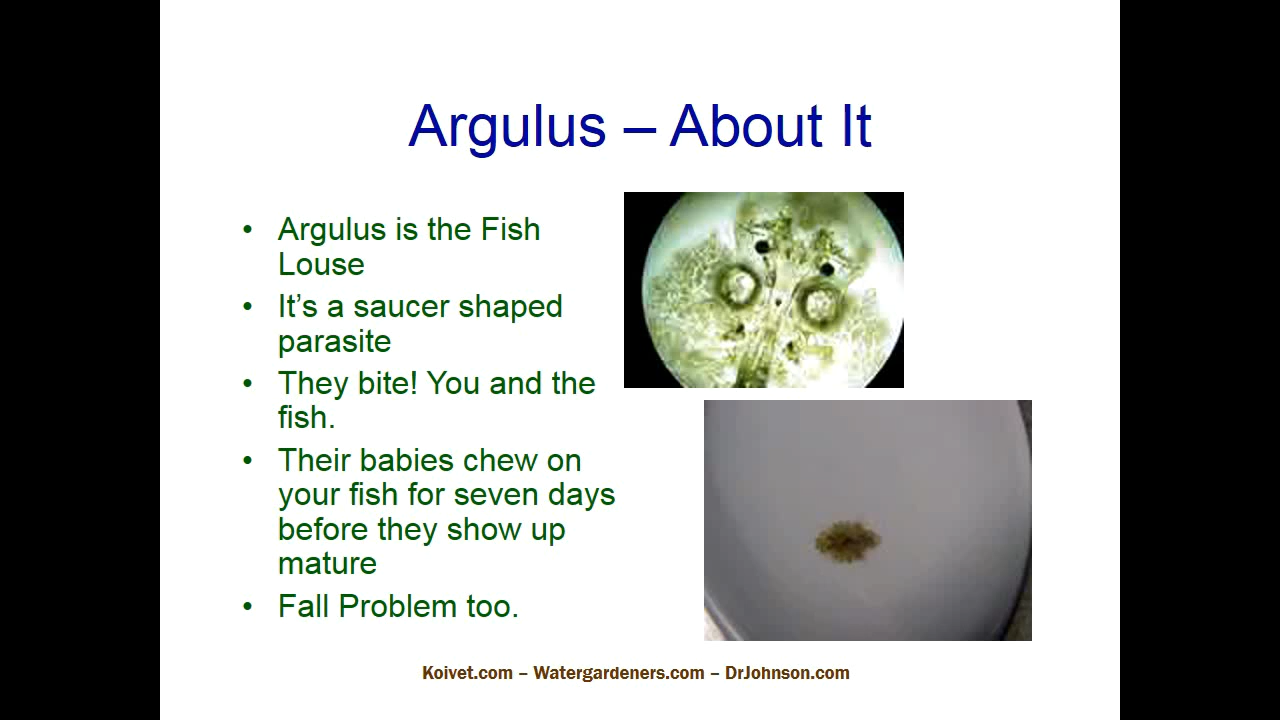 Argulus – About It
• Argulus is the Fish
Louse
• It’s a saucer shaped
parasite
• They bite! You and the
fish.
• Their babies chew on
your fish for seven days
before they show up
mature
• Fall Problem too.
Koivet.com – Watergardeners.com – DrJohnson.com